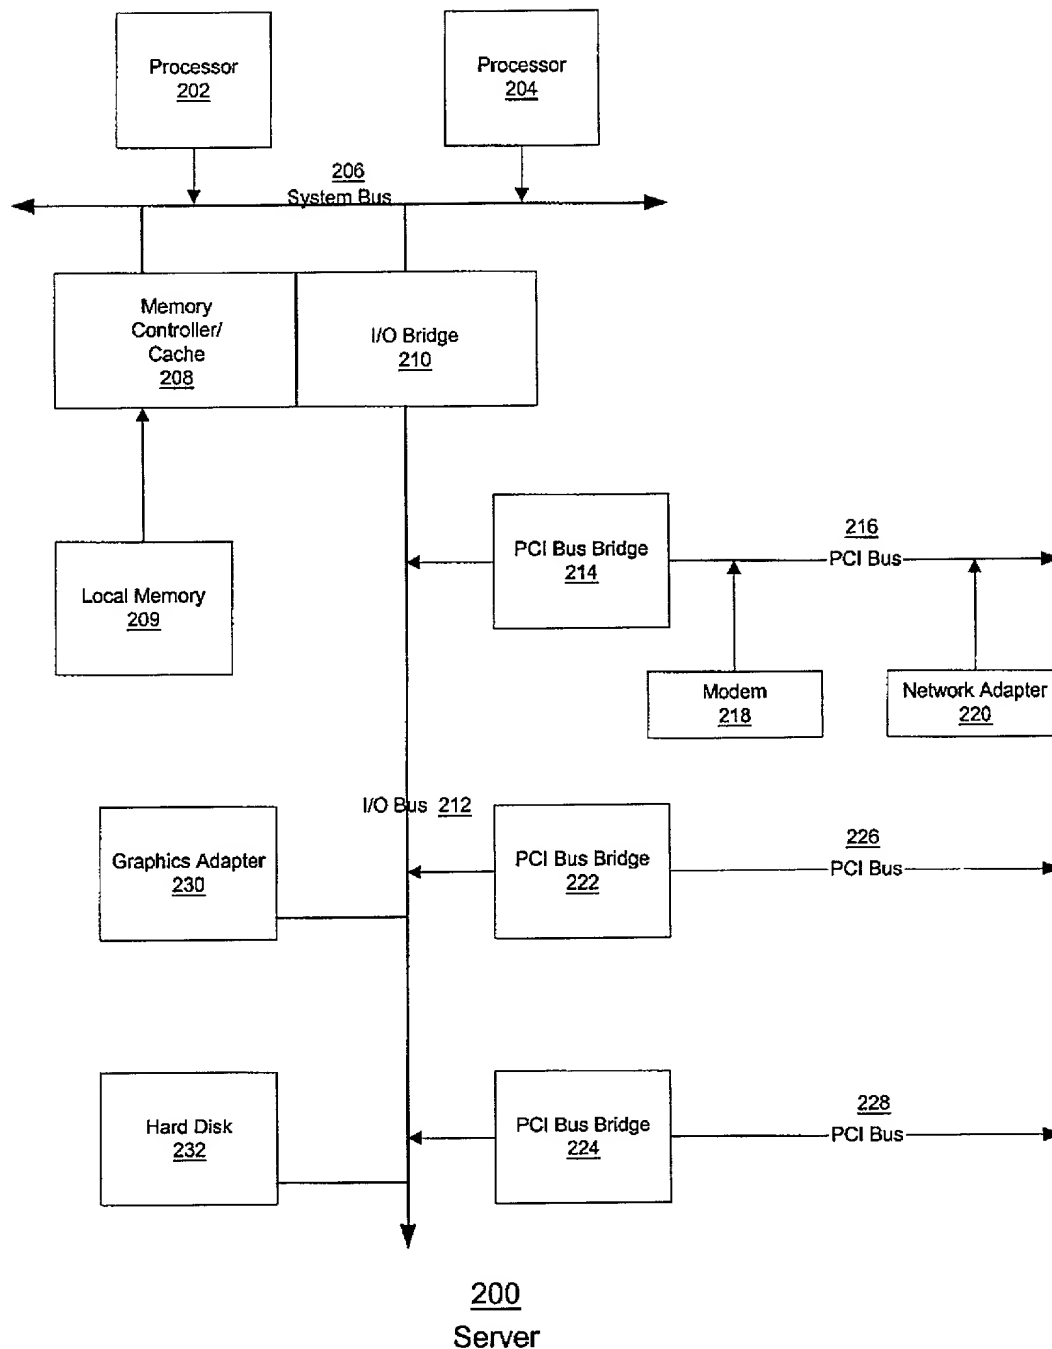 Processor
202
Processor
204
206
System Bus
Memory
Controller/
Cache
208
I/O Bridge
210
Local Memory
209
PCI Bus Bridge
214
216
PCI Bus
Modem
218
Network Adapter
220
I/O Bus 212
Graphics Adapter
230
PCI Bus Bridge
222
226
PCI Bus
Hard Disk
232
PCI Bus Bridge
224
228
PCI Bus
200
Server